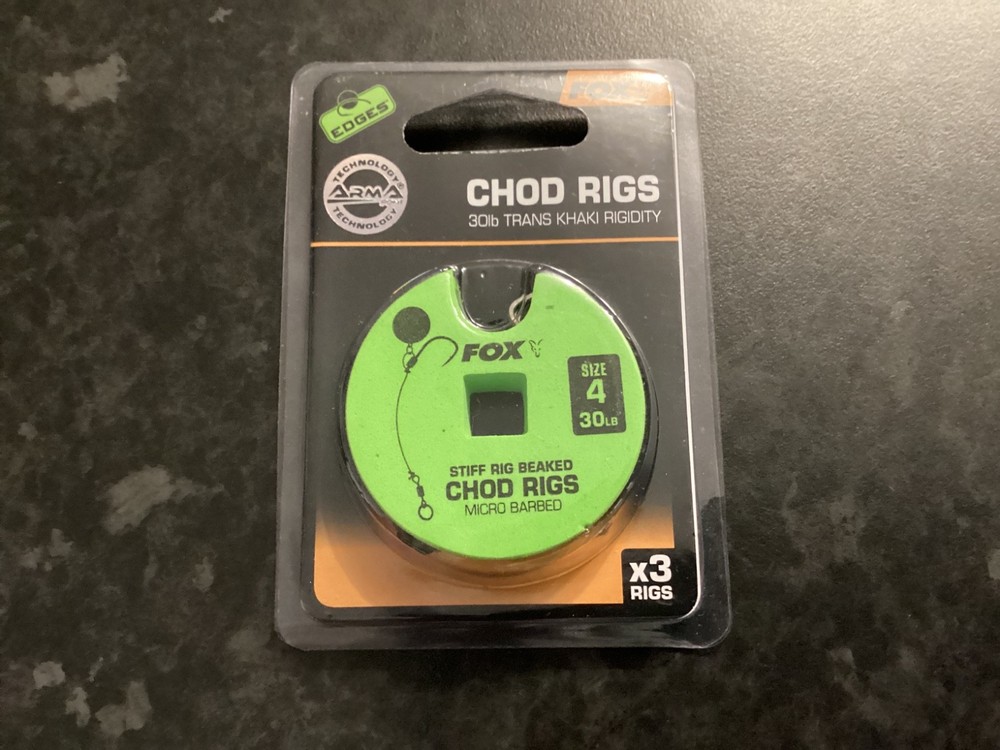 FOX
EDGES
TECHNOLOGY
ARMA
TECHNOLOGY
CHOD RIGS
30lb TRANS KHAKI RIGIDITY
FOX
SIZE
4
30LB
STIFF RIG BEAKED
CHOD RIGS
MICRO BARBED
x3
RIGS